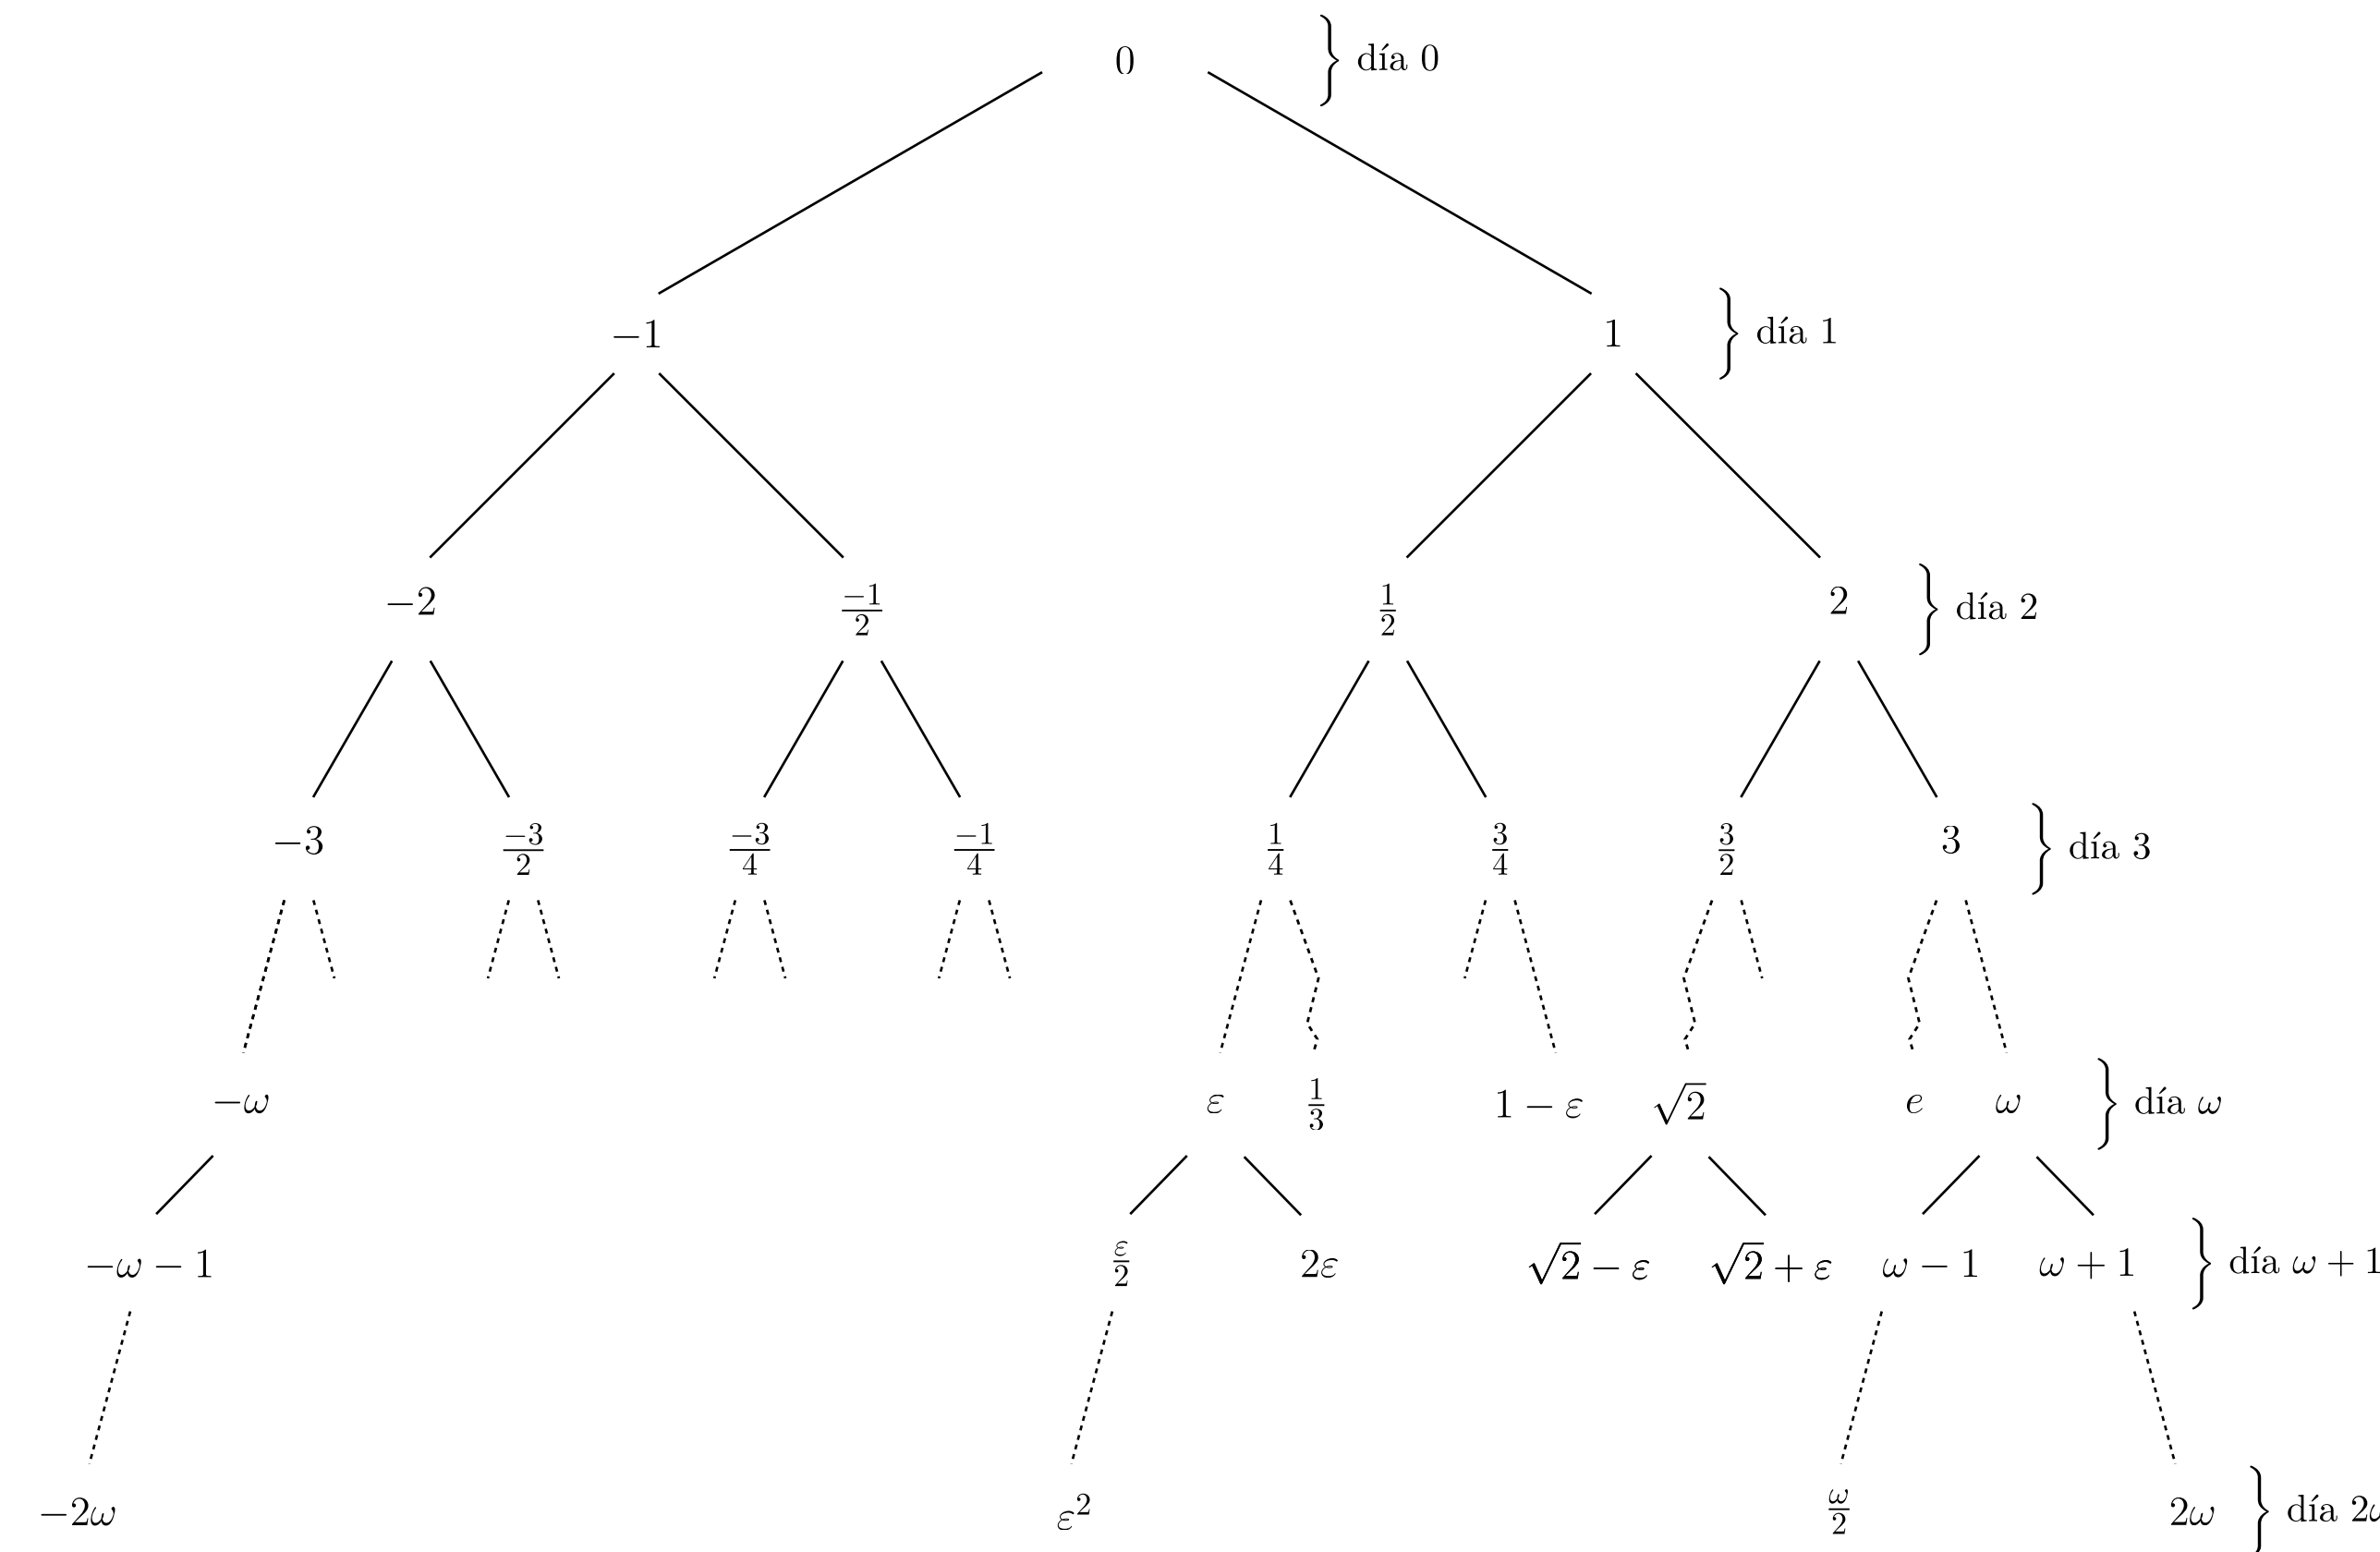 0 } día 0
−1 1 } día 1
−2 −1/2 1/2 2 } día 2
−3 −3/2 −3/4 −1/4 1/4 3/4 3/2 3 } día 3
−ω ε 1/3 1 − ε √2 e ω } día ω
−ω − 1 ε/2 2ε √2 − ε √2 + ε ω − 1 ω + 1 } día ω + 1
−2ω ε² ω/2 2ω } día 2ω